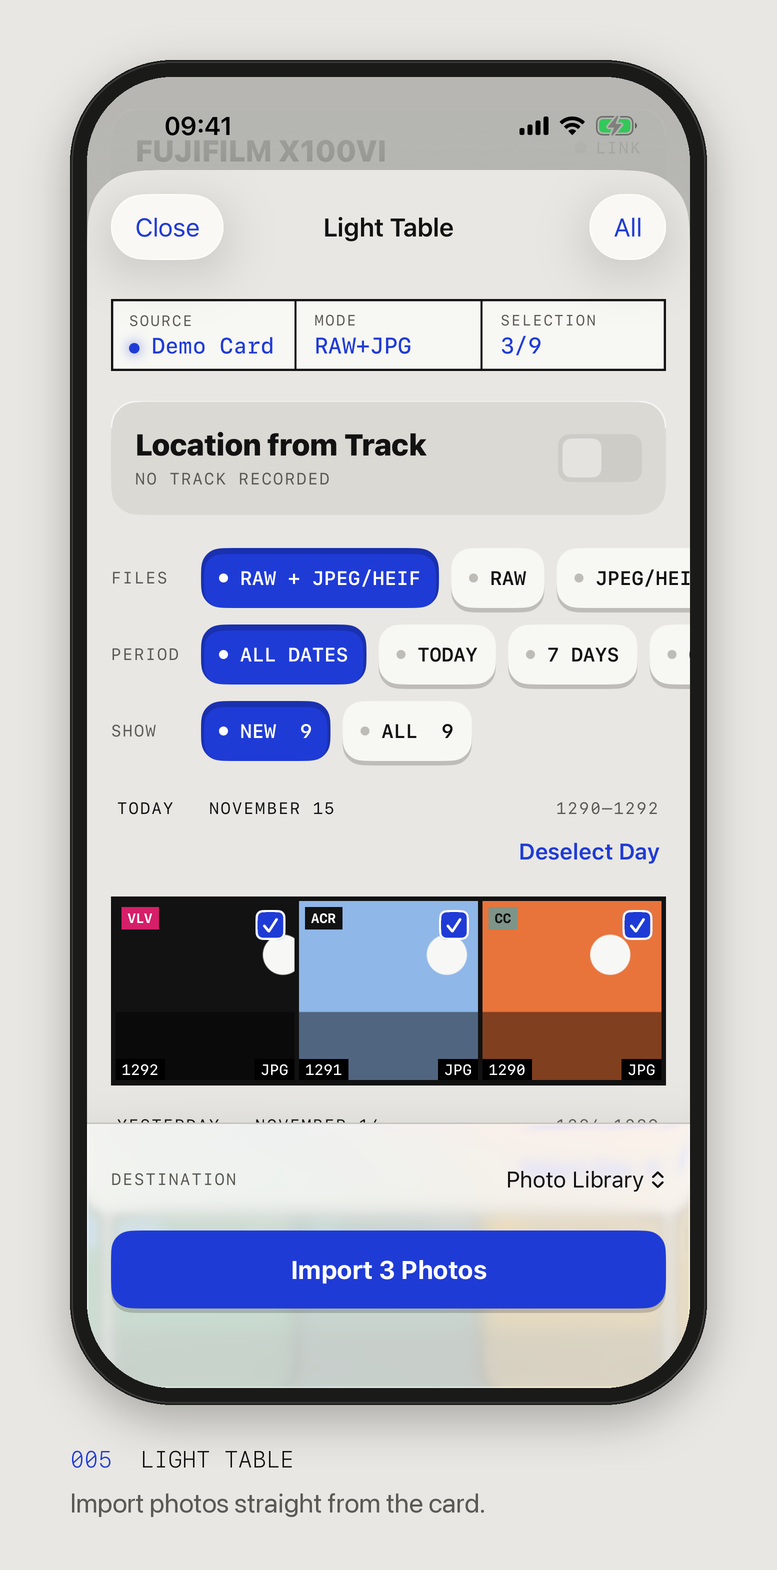 09:41
FUJIFILM X100VI
LINK
Close
Light Table
All
SOURCE
MODE
SELECTION
Demo Card
RAW+JPG
3/9
Location from Track
NO TRACK RECORDED
FILES
RAW + JPEG/HEIF
RAW
JPEG/HEI
PERIOD
ALL DATES
TODAY
7 DAYS
SHOW
NEW 9
ALL 9
TODAY NOVEMBER 15
1290—1292
Deselect Day
VLV
ACR
CC
1292
JPG
1291
JPG
1290
JPG
YESTERDAY NOVEMBER
DESTINATION
Photo Library
Import 3 Photos
005 LIGHT TABLE
Import photos straight from the card.